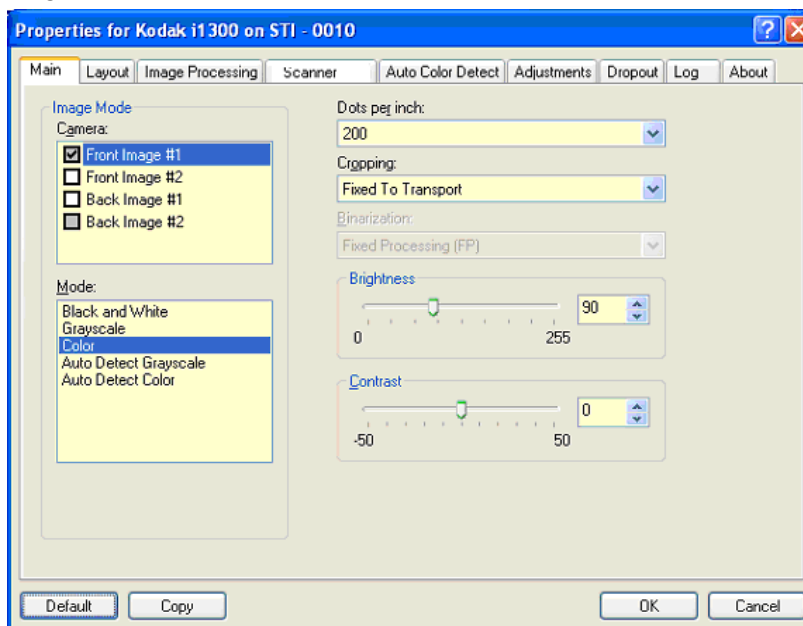 Properties for Kodak i1300 on STI - 0010
Main Layout Image Processing Scanner Auto Color Detect Adjustments Dropout Log About
Image Mode
Camera:
Front Image #1
Front Image #2
Back Image #1
Back Image #2
Mode:
Black and White
Grayscale
Color
Auto Detect Grayscale
Auto Detect Color
Dots per inch:
200
Cropping:
Fixed To Transport
Binarization:
Fixed Processing (FP)
Brightness
90
0 255
Contrast
0
-50 50
Default Copy OK Cancel